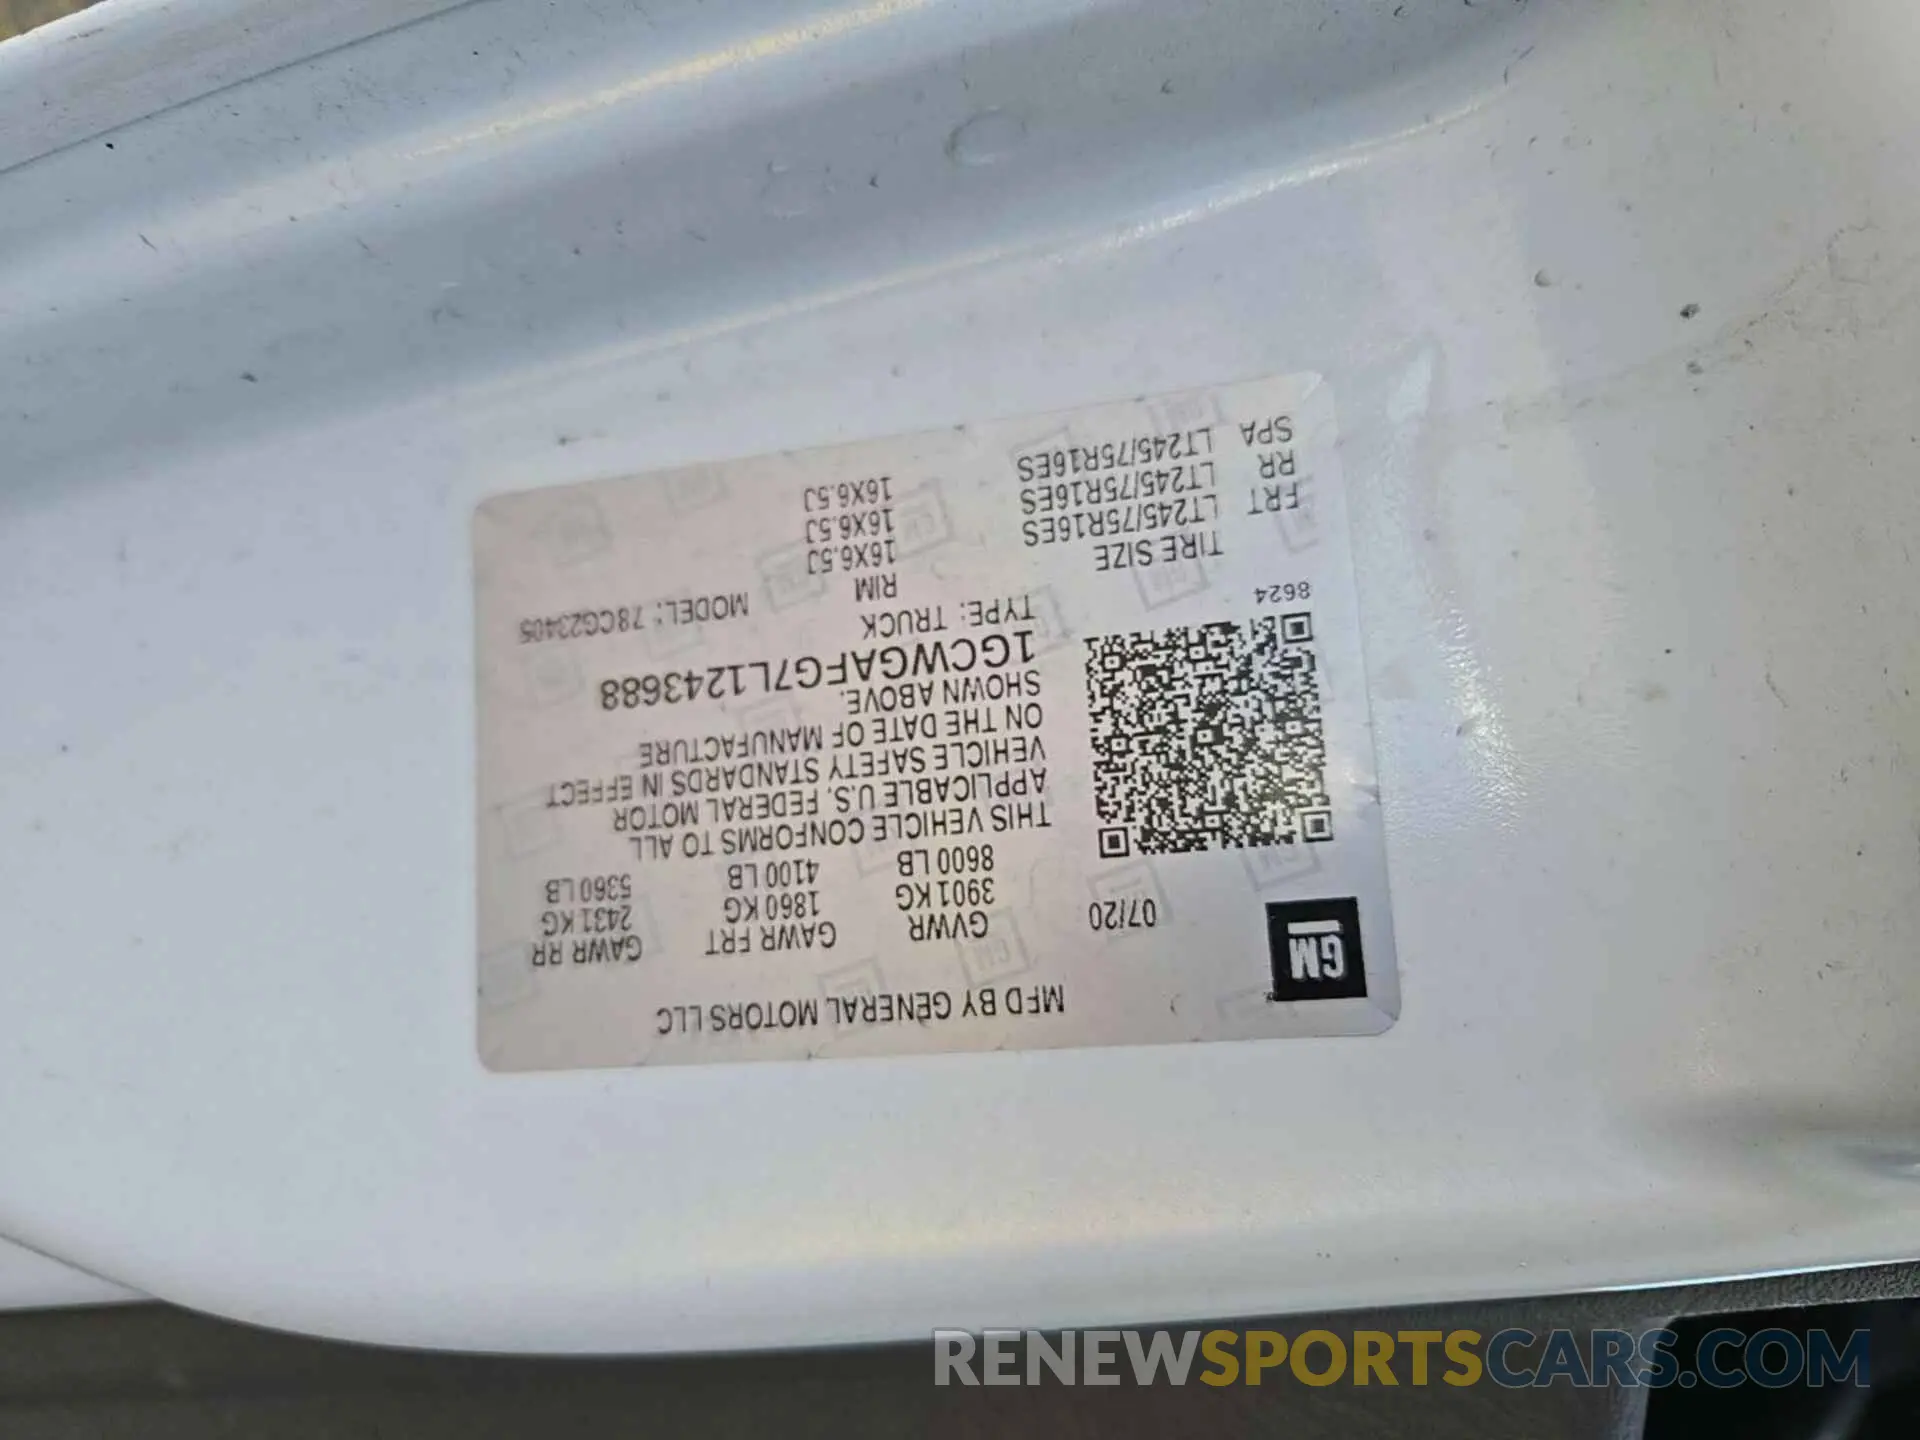 MFD BY GENERAL MOTORS LLC
GM
07/20
GVWR GAWR FRT GAWR RR
3901 KG 1860 KG 2431 KG
8600 LB 4100 LB 5360 LB
THIS VEHICLE CONFORMS TO ALL
APPLICABLE U.S. FEDERAL MOTOR
VEHICLE SAFETY STANDARDS IN EFFECT
ON THE DATE OF MANUFACTURE
SHOWN ABOVE.
1GCWGAFG7L1243688
TYPE: TRUCK MODEL: 78CG23405
8624
TIRE SIZE RIM
FRT LT245/75R16ES 16X6.5J
RR LT245/75R16ES 16X6.5J
SPA LT245/75R16ES 16X6.5J
RENEWSPORTSCARS.COM